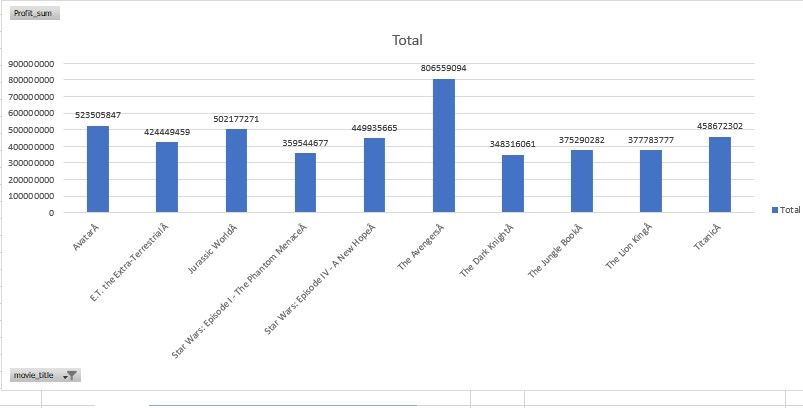 Profit_sum
Total
900000000
800000000
700000000
600000000
500000000
400000000
300000000
200000000
100000000
0
523505847
424449459
502177271
359544677
449935665
806559094
348316061
375290282
377783777
458672302
AvatarÂ
E.T. the Extra-TerrestrialÂ
Jurassic WorldÂ
Star Wars: Episode I - The Phantom MenaceÂ
Star Wars: Episode IV - A New HopeÂ
The AvengersÂ
The Dark KnightÂ
The Jungle BookÂ
The Lion KingÂ
TitanicÂ
Total
movie_title